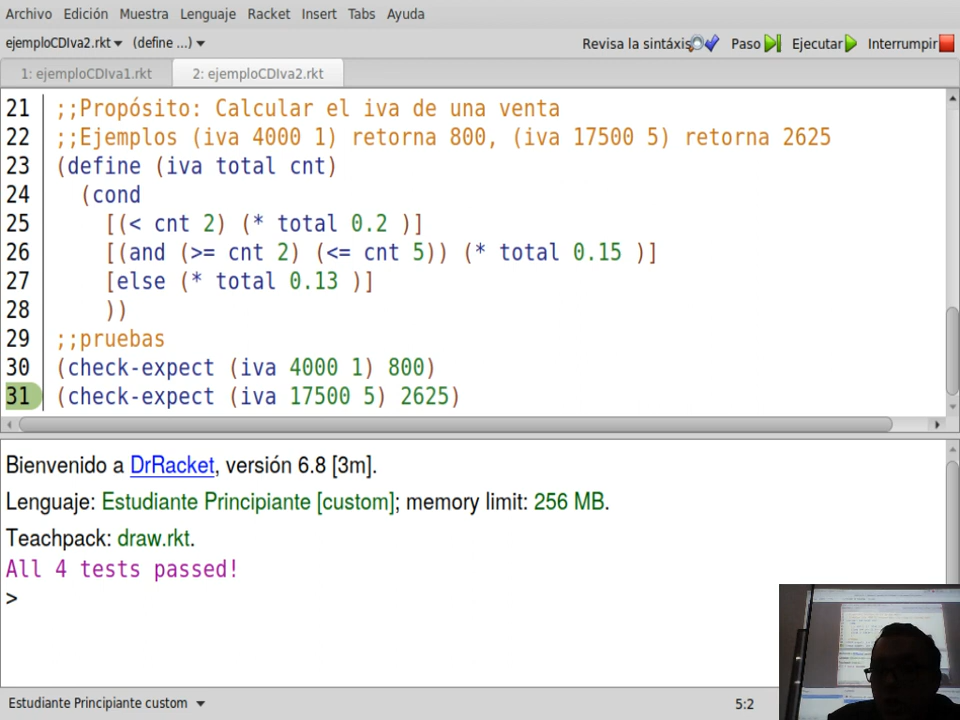 Archivo Edición Muestra Lenguaje Racket Insert Tabs Ayuda
ejemploCDIva2.rkt (define ...) Revisa la sintáxis Paso Ejecutar Interrumpir
1: ejemploCDIva1.rkt 2: ejemploCDIva2.rkt
21 ;;Propósito: Calcular el iva de una venta
22 ;;Ejemplos (iva 4000 1) retorna 800, (iva 17500 5) retorna 2625
23 (define (iva total cnt)
24 (cond
25 [(< cnt 2) (* total 0.2 )]
26 [(and (>= cnt 2) (<= cnt 5)) (* total 0.15 )]
27 [else (* total 0.13 )]
28 ))
29 ;;pruebas
30 (check-expect (iva 4000 1) 800)
31 (check-expect (iva 17500 5) 2625)
Bienvenido a DrRacket, versión 6.8 [3m].
Lenguaje: Estudiante Principiante [custom]; memory limit: 256 MB.
Teachpack: draw.rkt.
All 4 tests passed!
>
Estudiante Principiante custom 5:2